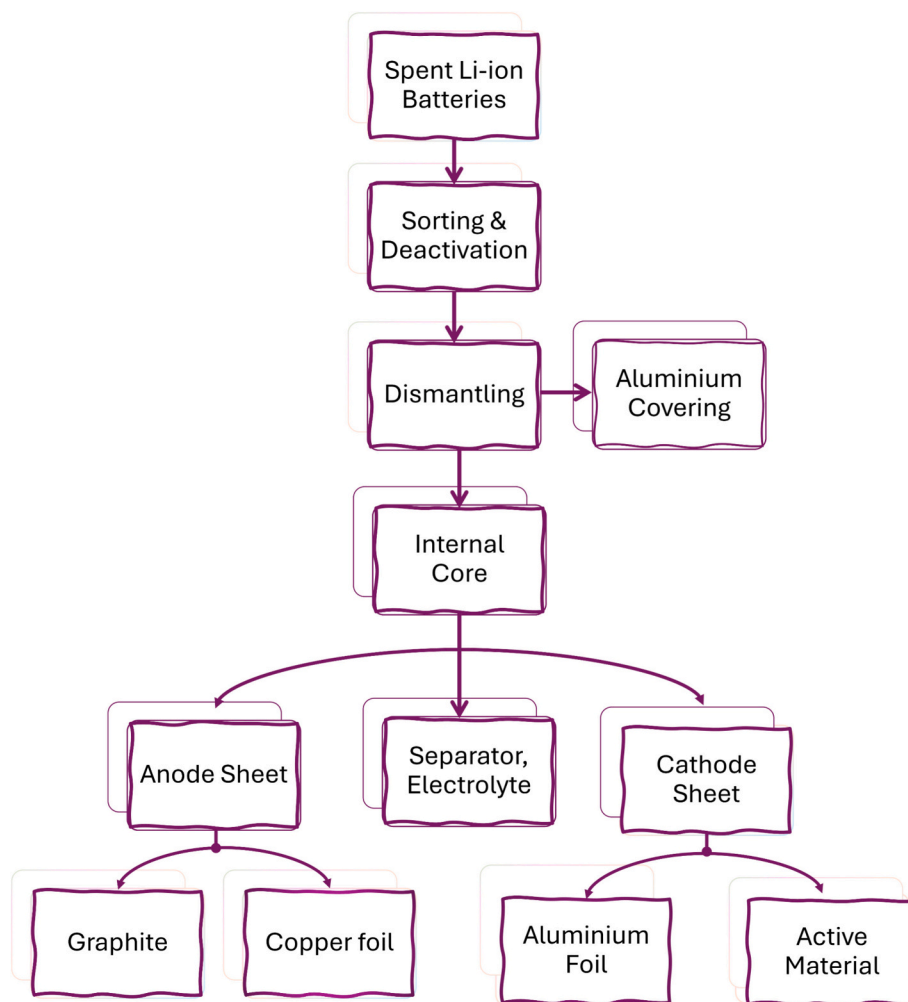 Spent Li-ion
Batteries
Sorting &
Deactivation
Dismantling
Aluminium
Covering
Internal
Core
Anode Sheet
Separator,
Electrolyte
Cathode
Sheet
Graphite
Copper foil
Aluminium
Foil
Active
Material